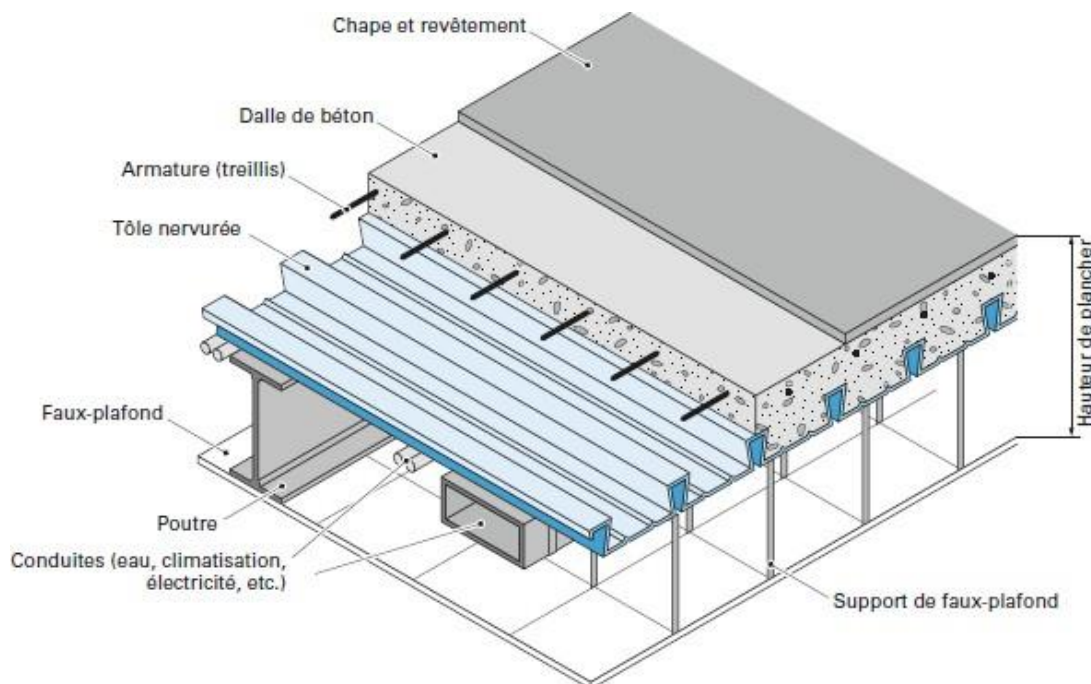 Chape et revêtement
Dalle de béton
Armature (treillis)
Tôle nervurée
Hauteur de plancher
Faux-plafond
Poutre
Conduites (eau, climatisation,
électricité, etc.)
Support de faux-plafond